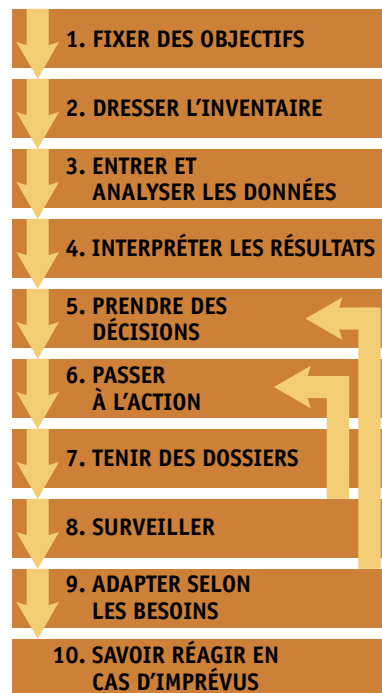 1. FIXER DES OBJECTIFS
2. DRESSER L’INVENTAIRE
3. ENTRER ET
ANALYSER LES DONNÉES
4. INTERPRÉTER LES RÉSULTATS
5. PRENDRE DES
DÉCISIONS
6. PASSER
À L’ACTION
7. TENIR DES DOSSIERS
8. SURVEILLER
9. ADAPTER SELON
LES BESOINS
10. SAVOIR RÉAGIR EN
CAS D’IMPRÉVUS